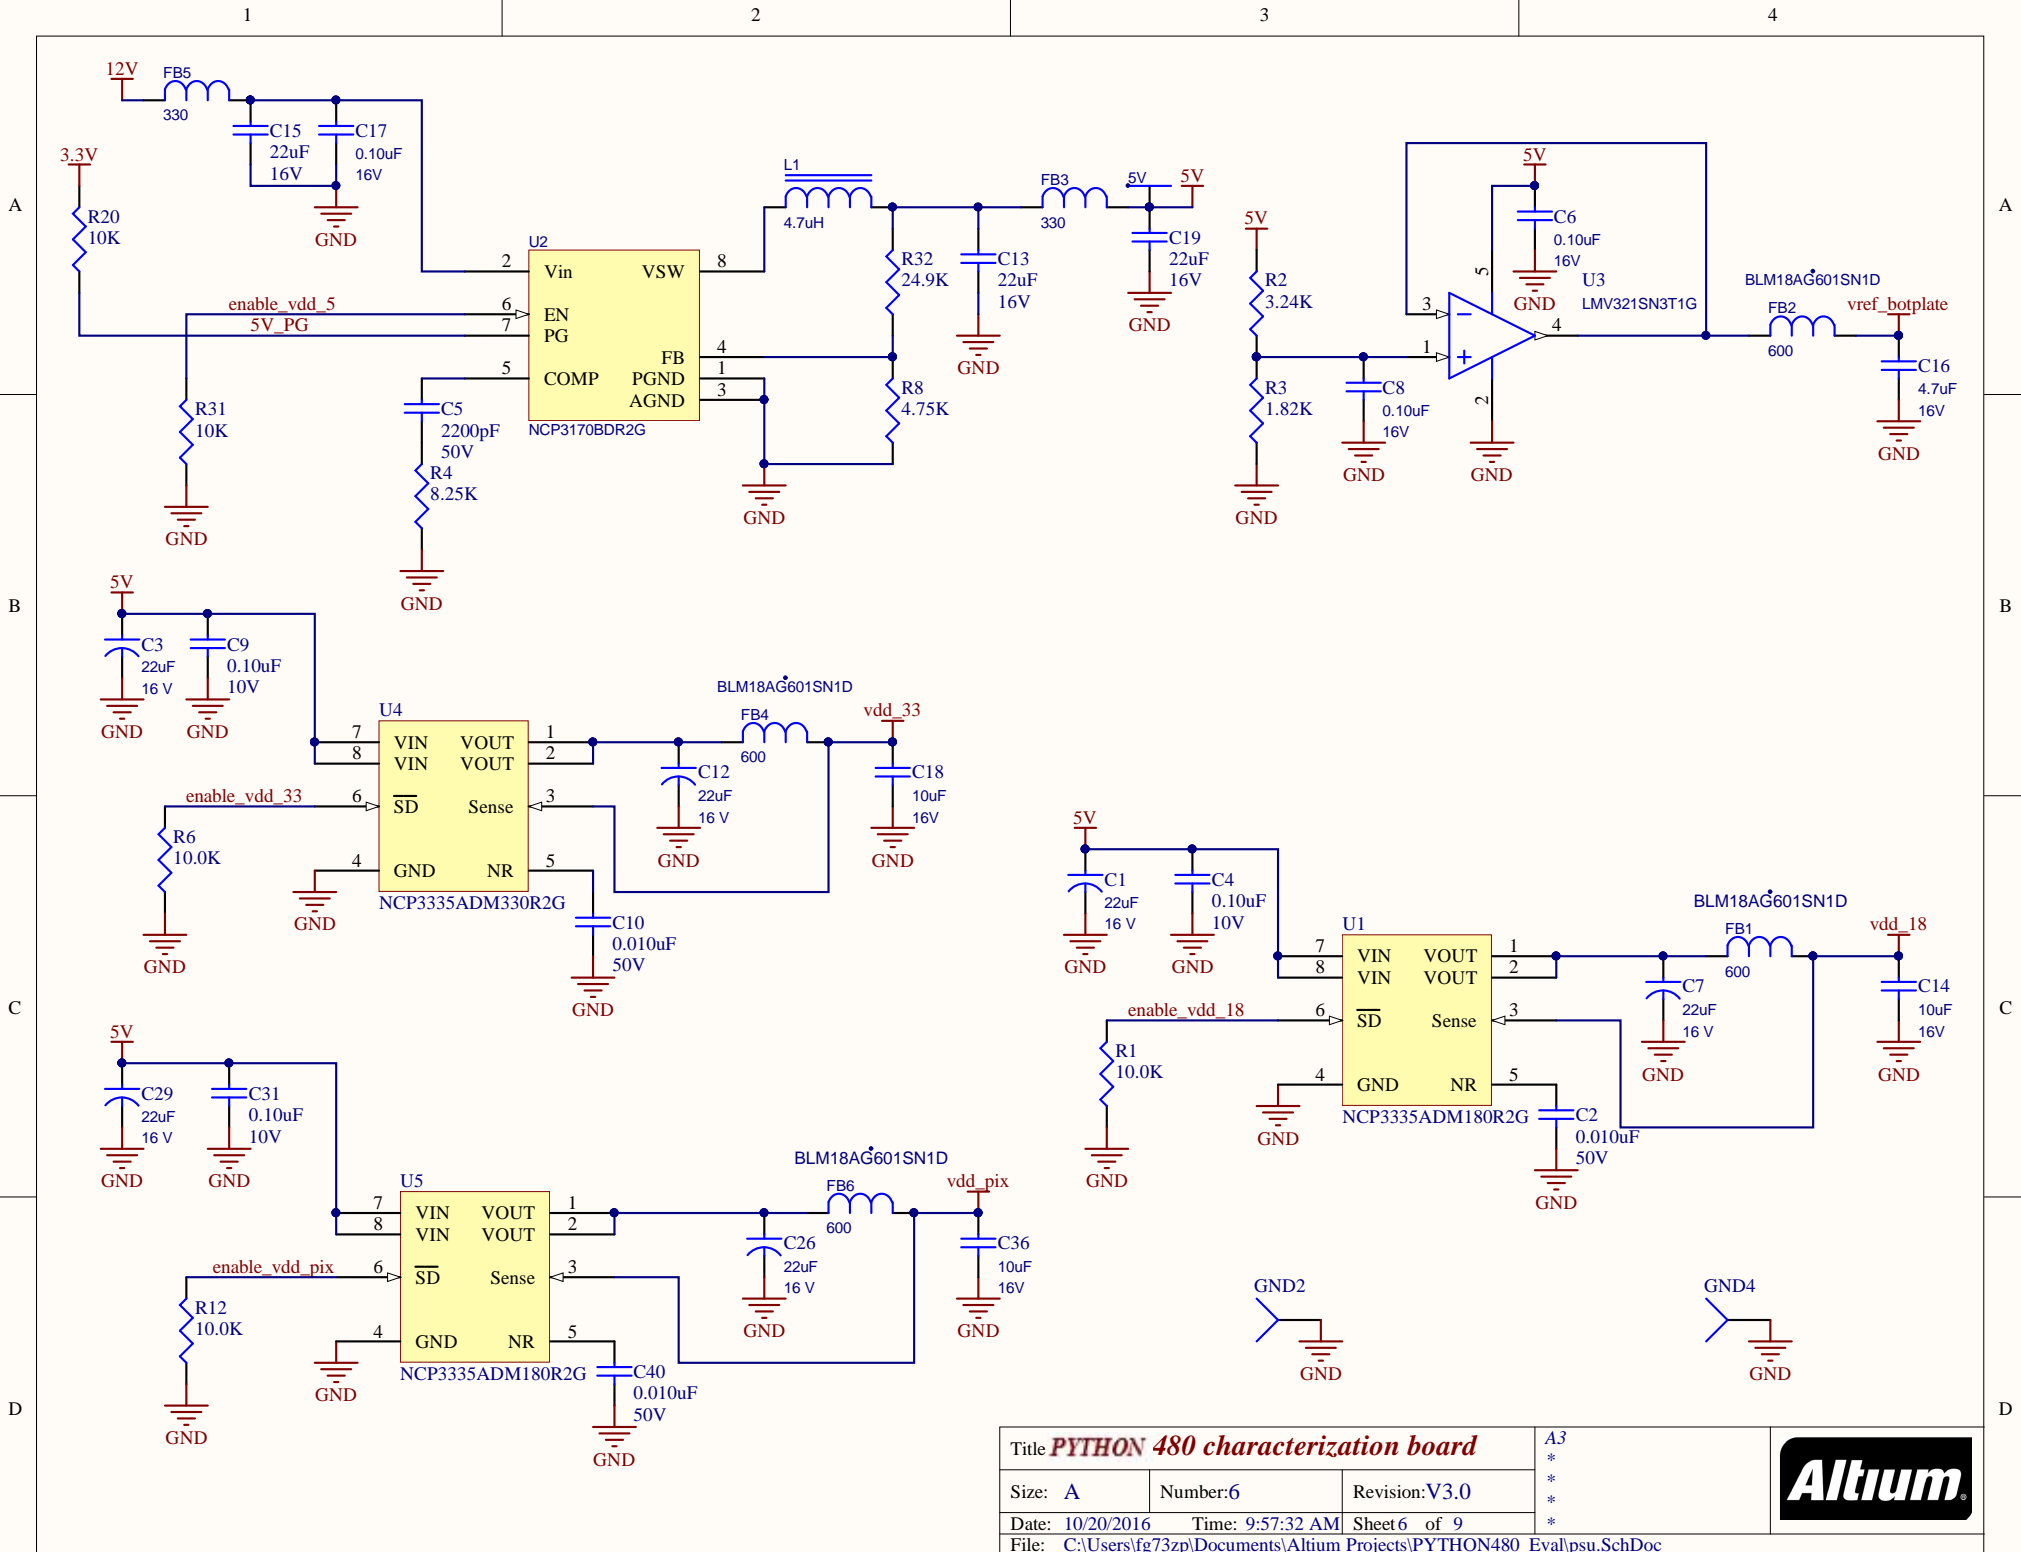 1 2 3 4
A A
B B
C C
D D
12V
FB5
330
C15
22uF
16V
C17
0.10uF
16V
GND
3.3V
R20
10K
enable_vdd_5
5V_PG
R31
10K
GND
U2
2 Vin VSW 8
6 EN
7 PG
FB 4
5 COMP PGND 1
AGND 3
NCP3170BDR2G
C5
2200pF
50V
R4
8.25K
GND
L1
4.7uH
R32
24.9K
C13
22uF
16V
GND
R8
4.75K
GND
FB3
330
5V
5V
C19
22uF
16V
GND
5V
R2
3.24K
R3
1.82K
GND
C8
0.10uF
16V
GND
5V
C6
0.10uF
16V
GND
U3
LMV321SN3T1G
3
1
5
2
4
GND
BLM18AG601SN1D
FB2
600
vref_botplate
C16
4.7uF
16V
GND
5V
C3
22uF
16 V
GND
C9
0.10uF
10V
GND
U4
7 VIN VOUT 1
8 VIN VOUT 2
6 SD Sense 3
4 GND NR 5
NCP3335ADM330R2G
enable_vdd_33
R6
10.0K
GND
GND
C10
0.010uF
50V
GND
BLM18AG601SN1D
FB4
600
C12
22uF
16 V
GND
vdd_33
C18
10uF
16V
GND
5V
C1
22uF
16 V
GND
C4
0.10uF
10V
GND
U1
7 VIN VOUT 1
8 VIN VOUT 2
6 SD Sense 3
4 GND NR 5
NCP3335ADM180R2G
enable_vdd_18
R1
10.0K
GND
GND
C2
0.010uF
50V
GND
BLM18AG601SN1D
FB1
600
C7
22uF
16 V
GND
vdd_18
C14
10uF
16V
GND
5V
C29
22uF
16 V
GND
C31
0.10uF
10V
GND
U5
7 VIN VOUT 1
8 VIN VOUT 2
6 SD Sense 3
4 GND NR 5
NCP3335ADM180R2G
enable_vdd_pix
R12
10.0K
GND
GND
C40
0.010uF
50V
GND
BLM18AG601SN1D
FB6
600
C26
22uF
16 V
GND
vdd_pix
C36
10uF
16V
GND
GND2
GND
GND4
GND
Title PYTHON 480 characterization board
Size: A Number:6 Revision:V3.0
Date: 10/20/2016 Time: 9:57:32 AM Sheet 6 of 9
File: C:\Users\fg73zp\Documents\Altium Projects\PYTHON480_Eval\psu.SchDoc
A3
*
*
*
*
Altium®